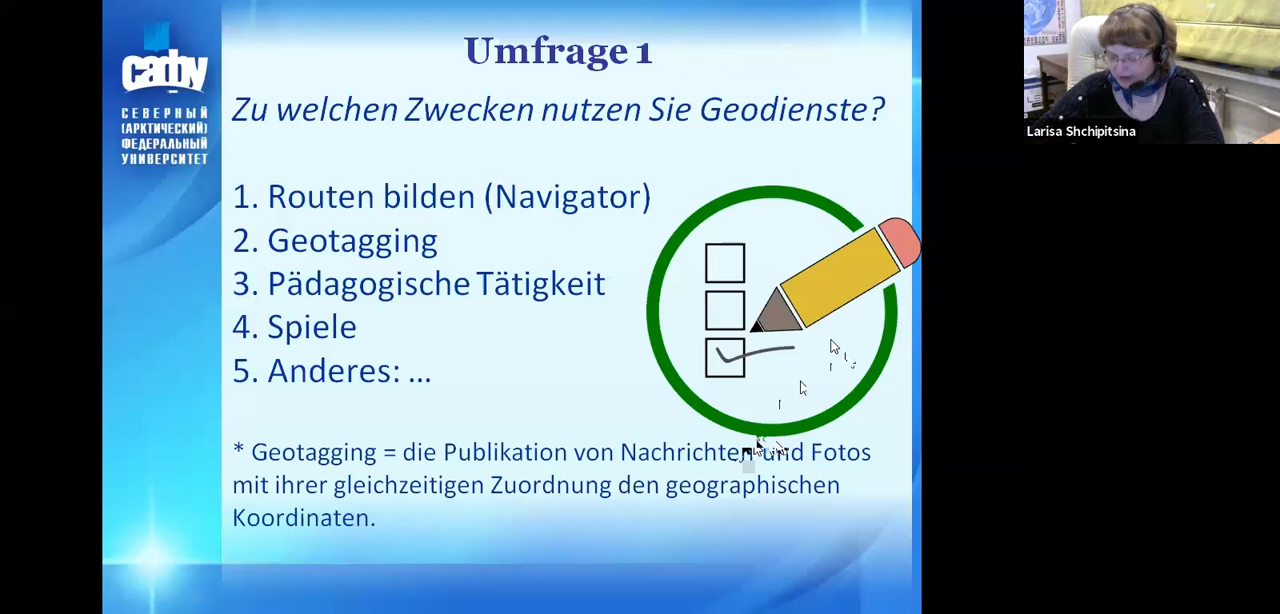 сафу
СЕВЕРНЫЙ
(АРКТИЧЕСКИЙ)
ФЕДЕРАЛЬНЫЙ
УНИВЕРСИТЕТ
Umfrage 1
Zu welchen Zwecken nutzen Sie Geodienste?
1. Routen bilden (Navigator)
2. Geotagging
3. Pädagogische Tätigkeit
4. Spiele
5. Anderes: ...
* Geotagging = die Publikation von Nachrichten und Fotos
mit ihrer gleichzeitigen Zuordnung den geographischen
Koordinaten.
Larisa Shchipitsina